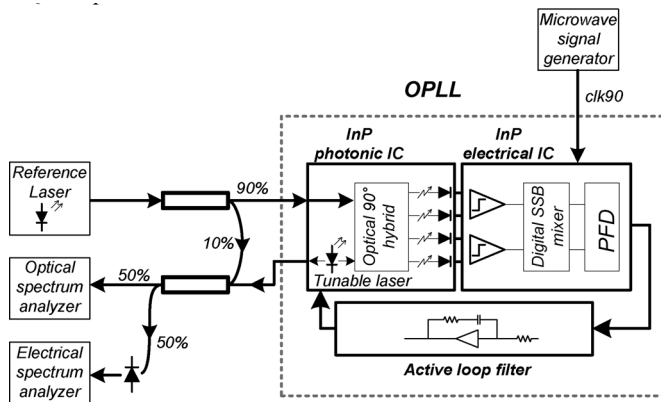 Microwave
signal
generator
clk90
OPLL
InP
photonic IC
InP
electrical IC
Reference
Laser
90%
10%
Optical 90°
hybrid
Tunable laser
Digital SSB
mixer
PFD
Optical
spectrum
analyzer
50%
50%
Electrical
spectrum
analyzer
Active loop filter